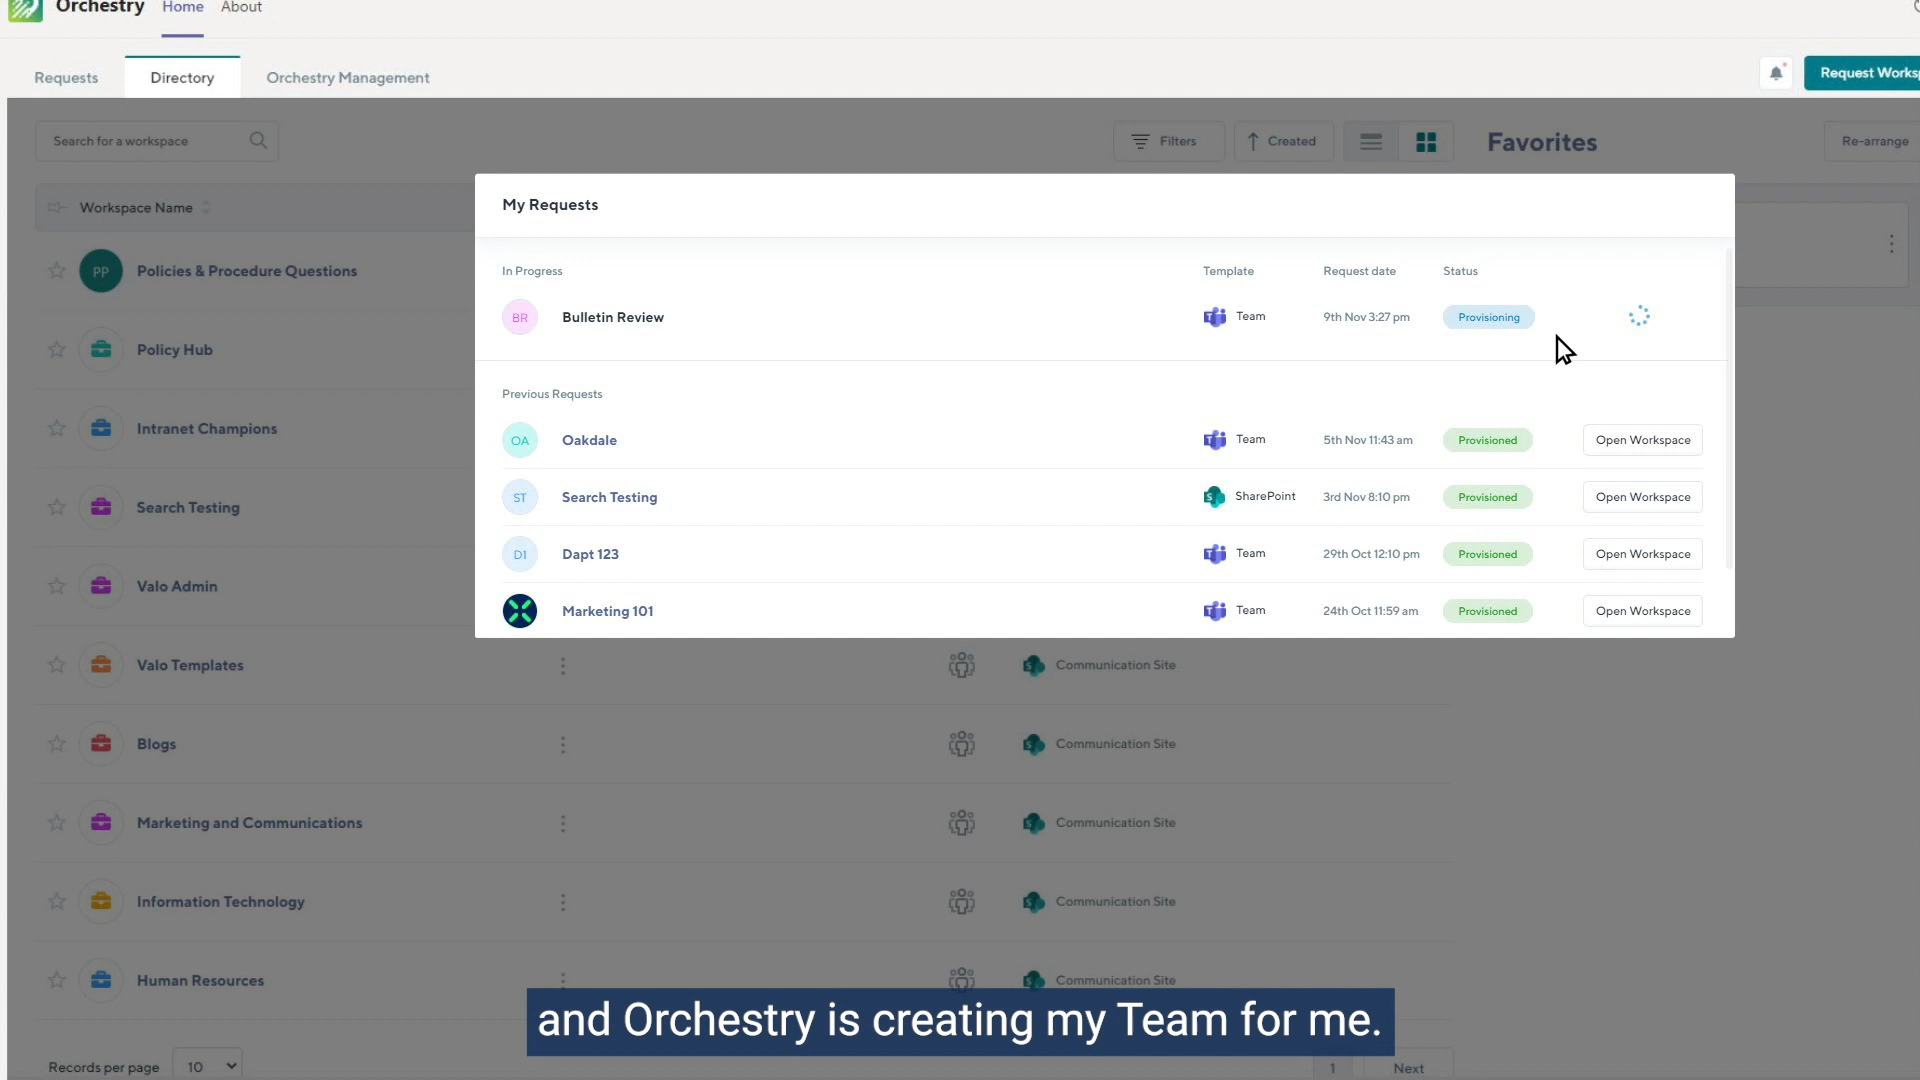 Orchestry Home About
Requests Directory Orchestry Management Request Works
Search for a workspace Filters Created Favorites Re-arrange
Workspace Name
My Requests
In Progress Template Request date Status
PP Policies & Procedure Questions
BR Bulletin Review Team 9th Nov 3:27 pm Provisioning
Policy Hub
Previous Requests
Intranet Champions
OA Oakdale Team 5th Nov 11:43 am Provisioned Open Workspace
Search Testing
ST Search Testing SharePoint 3rd Nov 8:10 pm Provisioned Open Workspace
D1 Dapt 123 Team 29th Oct 12:10 pm Provisioned Open Workspace
Valo Admin
Marketing 101 Team 24th Oct 11:59 am Provisioned Open Workspace
Valo Templates Communication Site
Blogs Communication Site
Marketing and Communications Communication Site
Information Technology Communication Site
Human Resources Communication Site
and Orchestry is creating my Team for me.
Records per page 10 1 Next